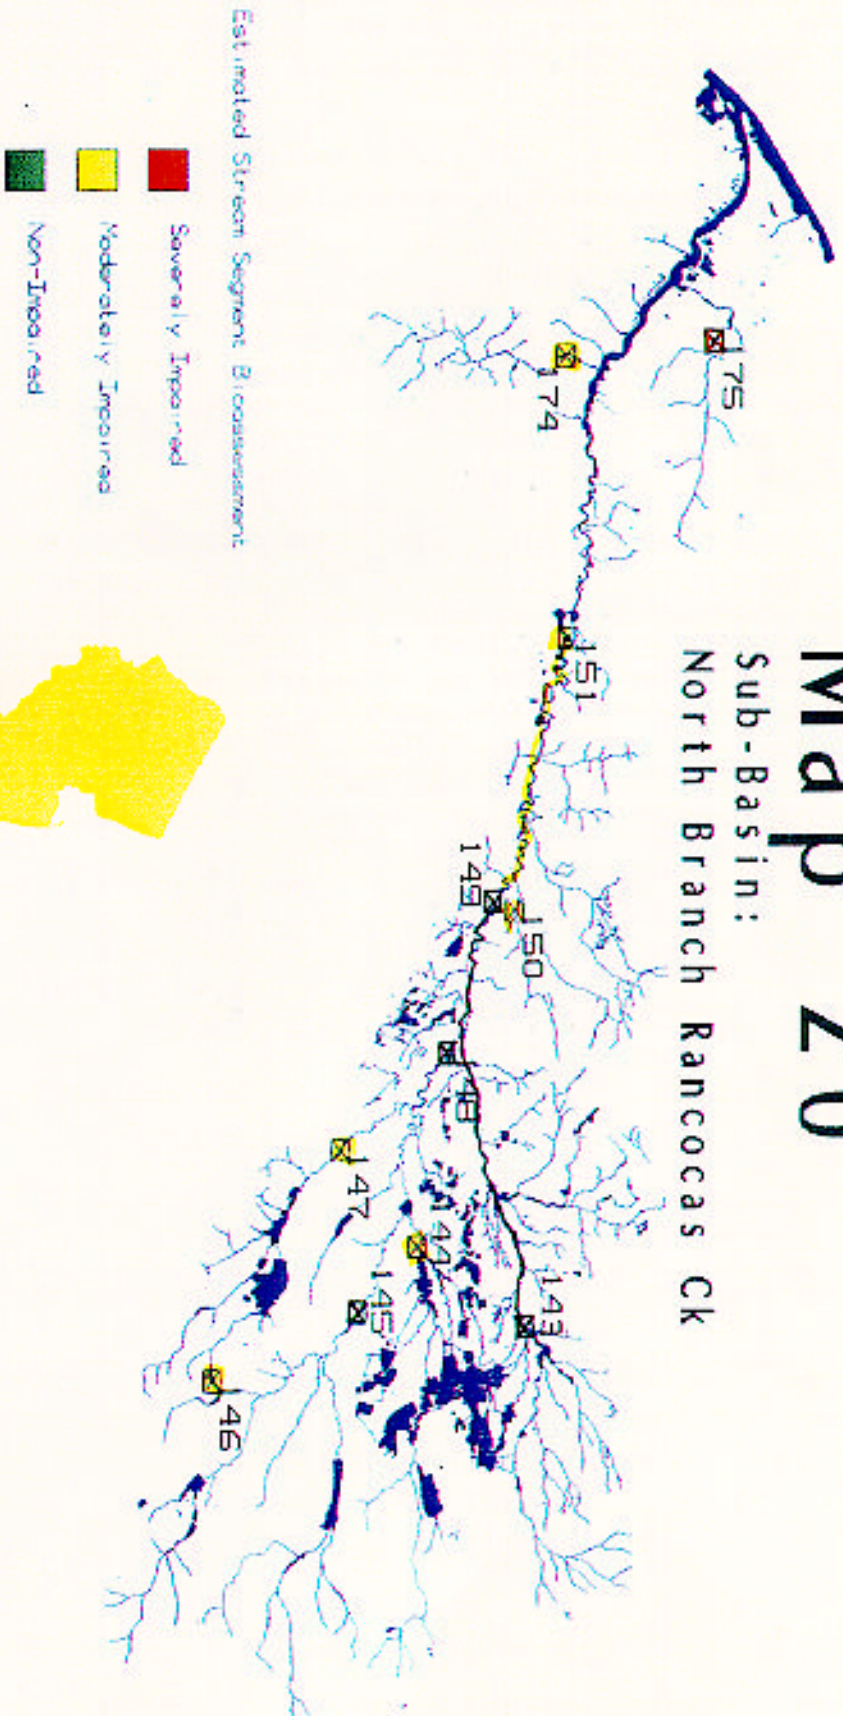 Map 20
Sub-Basin:
North Branch Rancocas Ck
175
174
151
150
149
148
147
144
143
145
146
Estimated Stream Segment Bioassessment
Severely Impaired
Moderately Impaired
Non-Impaired